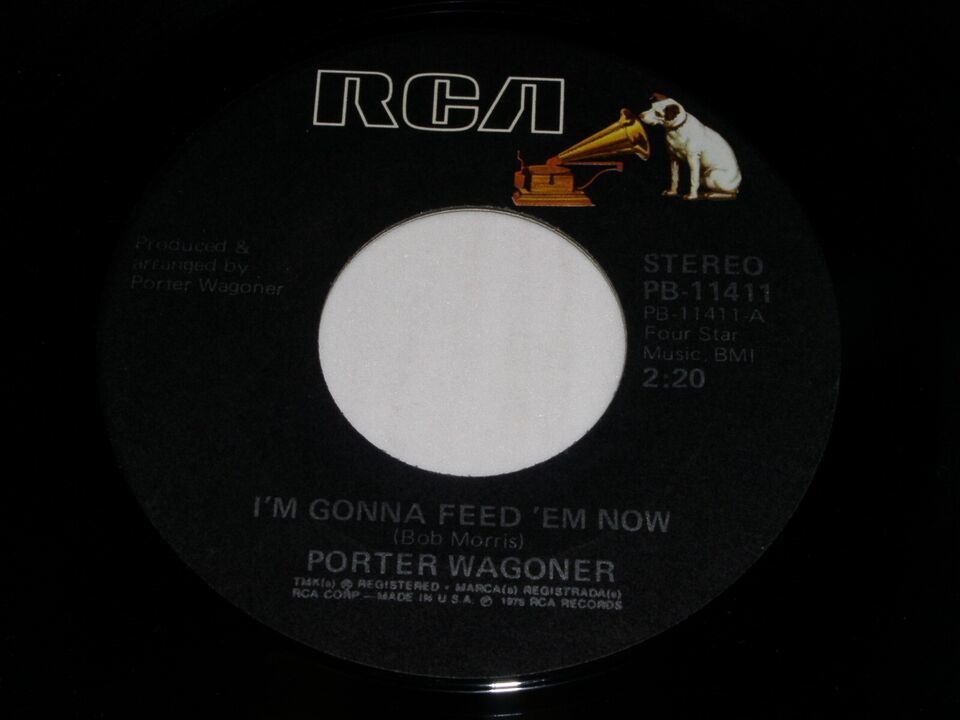 RCA
Produced &
arranged by
Porter Wagoner
STEREO
PB-11411
PB-11411-A
Four Star
Music, BMI
2:20
I'M GONNA FEED 'EM NOW
(Bob Morris)
PORTER WAGONER
TMK(s) ® REGISTERED • MARCA(s) REGISTRADA(s)
RCA CORP — MADE IN U.S.A. ℗ 1978 RCA RECORDS